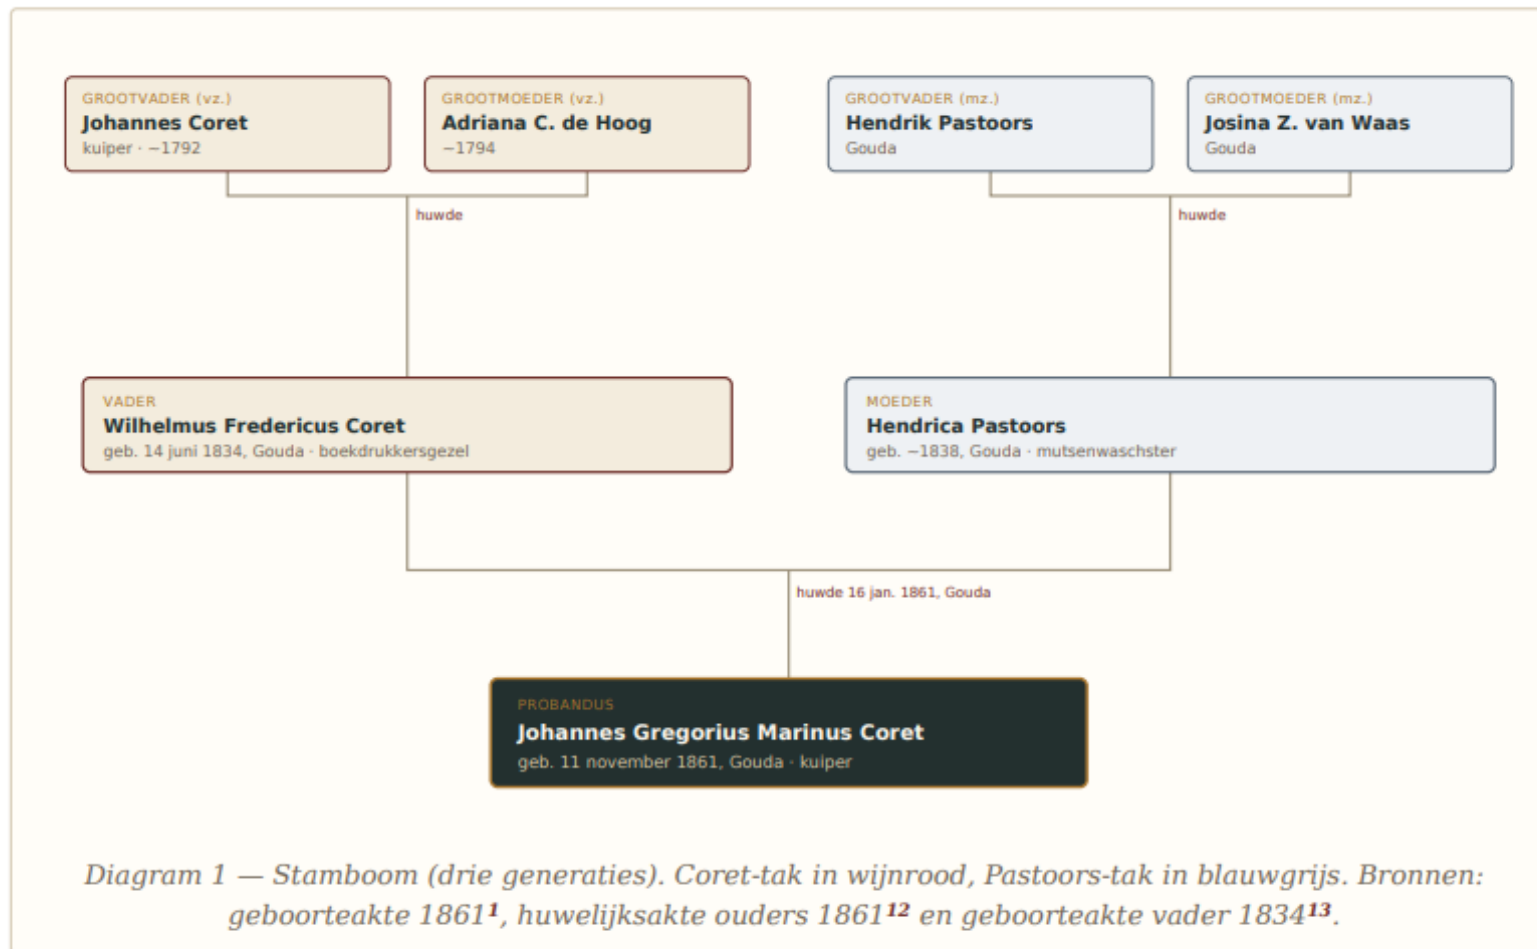 GROOTVADER (vz.)
Johannes Coret
kuiper · ~1792
GROOTMOEDER (vz.)
Adriana C. de Hoog
~1794
GROOTVADER (mz.)
Hendrik Pastoors
Gouda
GROOTMOEDER (mz.)
Josina Z. van Waas
Gouda
huwde
huwde
VADER
Wilhelmus Fredericus Coret
geb. 14 juni 1834, Gouda · boekdrukkersgezel
MOEDER
Hendrica Pastoors
geb. ~1838, Gouda · mutsenwaschster
huwde 16 jan. 1861, Gouda
PROBANDUS
Johannes Gregorius Marinus Coret
geb. 11 november 1861, Gouda · kuiper
Diagram 1 — Stamboom (drie generaties). Coret-tak in wijnrood, Pastoors-tak in blauwgrijs. Bronnen:
geboorteakte 1861¹, huwelijksakte ouders 1861¹² en geboorteakte vader 1834¹³.